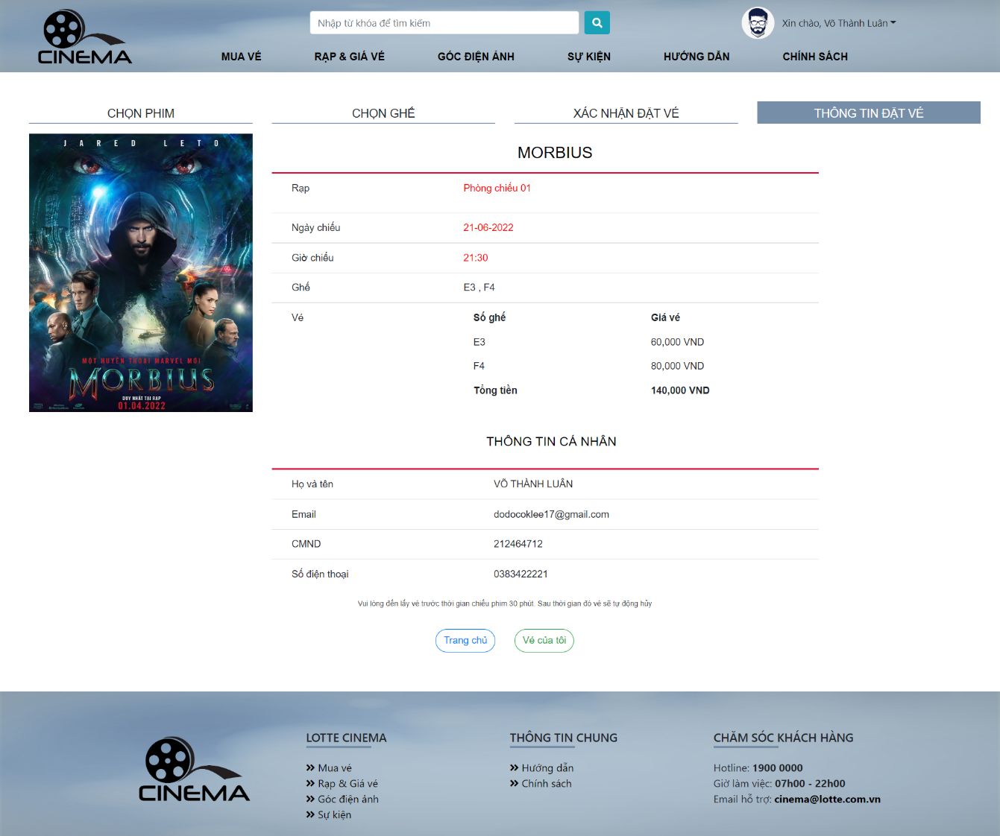 CINEMA
Nhập từ khóa để tìm kiếm
Xin chào, Võ Thành Luân
MUA VÉ
RẠP & GIÁ VÉ
GÓC ĐIỆN ẢNH
SỰ KIỆN
HƯỚNG DẪN
CHÍNH SÁCH
CHỌN PHIM
CHỌN GHẾ
XÁC NHẬN ĐẶT VÉ
THÔNG TIN ĐẶT VÉ
JARED LETO
MỘT HUYỀN THOẠI MARVEL MỚI
MORBIUS
DUY NHẤT TẠI RẠP
01.04.2022
MORBIUS
Rạp Phòng chiếu 01
Ngày chiếu 21-06-2022
Giờ chiếu 21:30
Ghế E3 , F4
Vé Số ghế Giá vé
E3 60,000 VND
F4 80,000 VND
Tổng tiền 140,000 VND
THÔNG TIN CÁ NHÂN
Họ và tên VÕ THÀNH LUÂN
Email dodocoklee17@gmail.com
CMND 212464712
Số điện thoại 0383422221
Vui lòng đến lấy vé trước thời gian chiếu phim 30 phút. Sau thời gian đó vé sẽ tự động hủy
Trang chủ
Vé của tôi
CINEMA
LOTTE CINEMA
Mua vé
Rạp & Giá vé
Góc điện ảnh
Sự kiện
THÔNG TIN CHUNG
Hướng dẫn
Chính sách
CHĂM SÓC KHÁCH HÀNG
Hotline: 1900 0000
Giờ làm việc: 07h00 - 22h00
Email hỗ trợ: cinema@lotte.com.vn